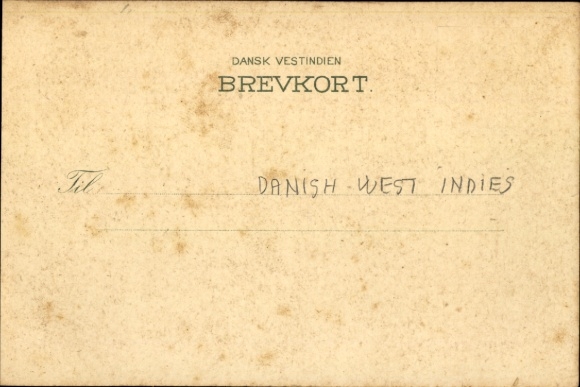 DANSK VESTINDIEN
BREVKORT.
Til DANISH WEST INDIES